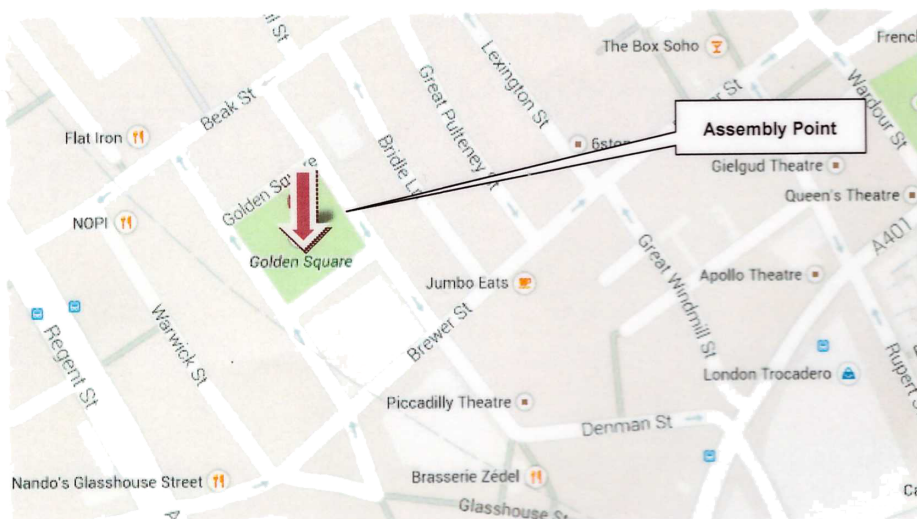 The Box Soho
French
Beak St
Lexington St
Great Pulteney St
Wardour St
Flat Iron
Assembly Point
Bridle Ln
Gielgud Theatre
Golden Square
Queen's Theatre
NOPI
A401
Golden Square
Great Windmill St
Apollo Theatre
Jumbo Eats
Warwick St
Brewer St
Regent St
London Trocadero
Rupert
Piccadilly Theatre
Denman St
Brasserie Zédel
Nando's Glasshouse Street
Glasshouse St